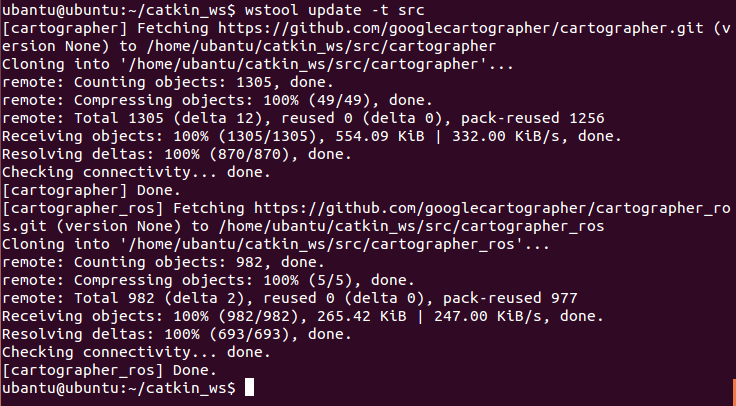 ubantu@ubuntu:~/catkin_ws$ wstool update -t src
[cartographer] Fetching https://github.com/googlecartographer/cartographer.git (v
ersion None) to /home/ubantu/catkin_ws/src/cartographer
Cloning into '/home/ubantu/catkin_ws/src/cartographer'...
remote: Counting objects: 1305, done.
remote: Compressing objects: 100% (49/49), done.
remote: Total 1305 (delta 12), reused 0 (delta 0), pack-reused 1256
Receiving objects: 100% (1305/1305), 554.09 KiB | 332.00 KiB/s, done.
Resolving deltas: 100% (870/870), done.
Checking connectivity... done.
[cartographer] Done.
[cartographer_ros] Fetching https://github.com/googlecartographer/cartographer_ro
s.git (version None) to /home/ubantu/catkin_ws/src/cartographer_ros
Cloning into '/home/ubantu/catkin_ws/src/cartographer_ros'...
remote: Counting objects: 982, done.
remote: Compressing objects: 100% (5/5), done.
remote: Total 982 (delta 2), reused 0 (delta 0), pack-reused 977
Receiving objects: 100% (982/982), 265.42 KiB | 247.00 KiB/s, done.
Resolving deltas: 100% (693/693), done.
Checking connectivity... done.
[cartographer_ros] Done.
ubantu@ubuntu:~/catkin_ws$